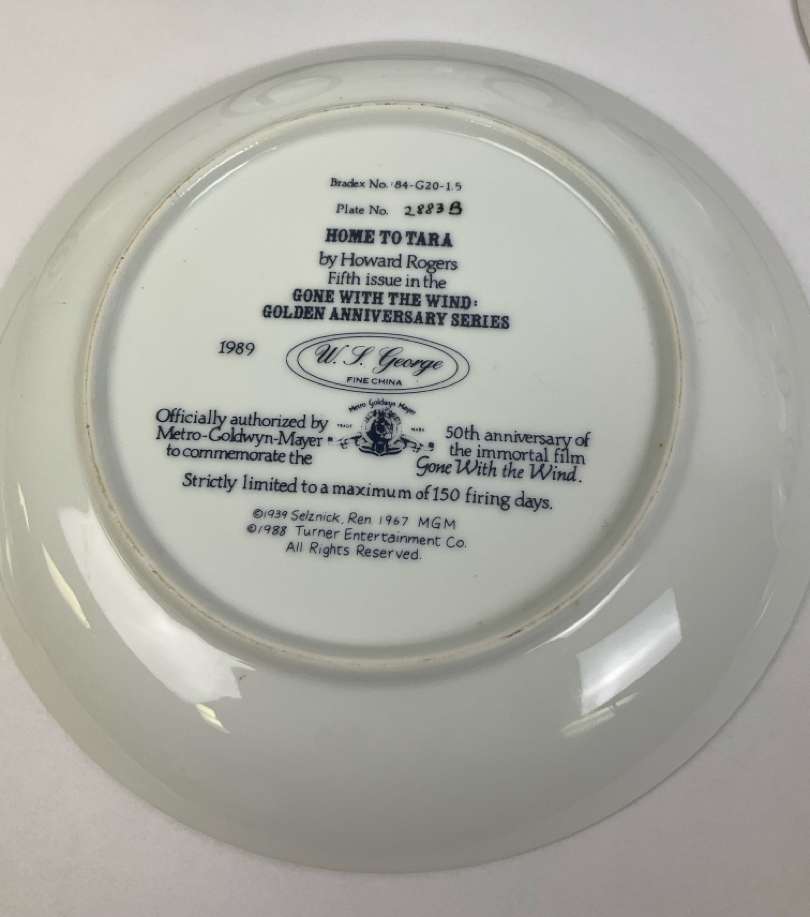 Bradex No. 84-G20-1.5
Plate No. 2883B
HOME TO TARA
by Howard Rogers
Fifth issue in the
GONE WITH THE WIND:
GOLDEN ANNIVERSARY SERIES
1989
W. S. George
FINE CHINA
Metro Goldwyn Mayer
TRADE MARK
Officially authorized by
Metro-Goldwyn-Mayer
to commemorate the
50th anniversary of
the immortal film
Gone With the Wind.
Strictly limited to a maximum of 150 firing days.
©1939 Selznick, Ren 1967 MGM
©1988 Turner Entertainment Co.
All Rights Reserved.